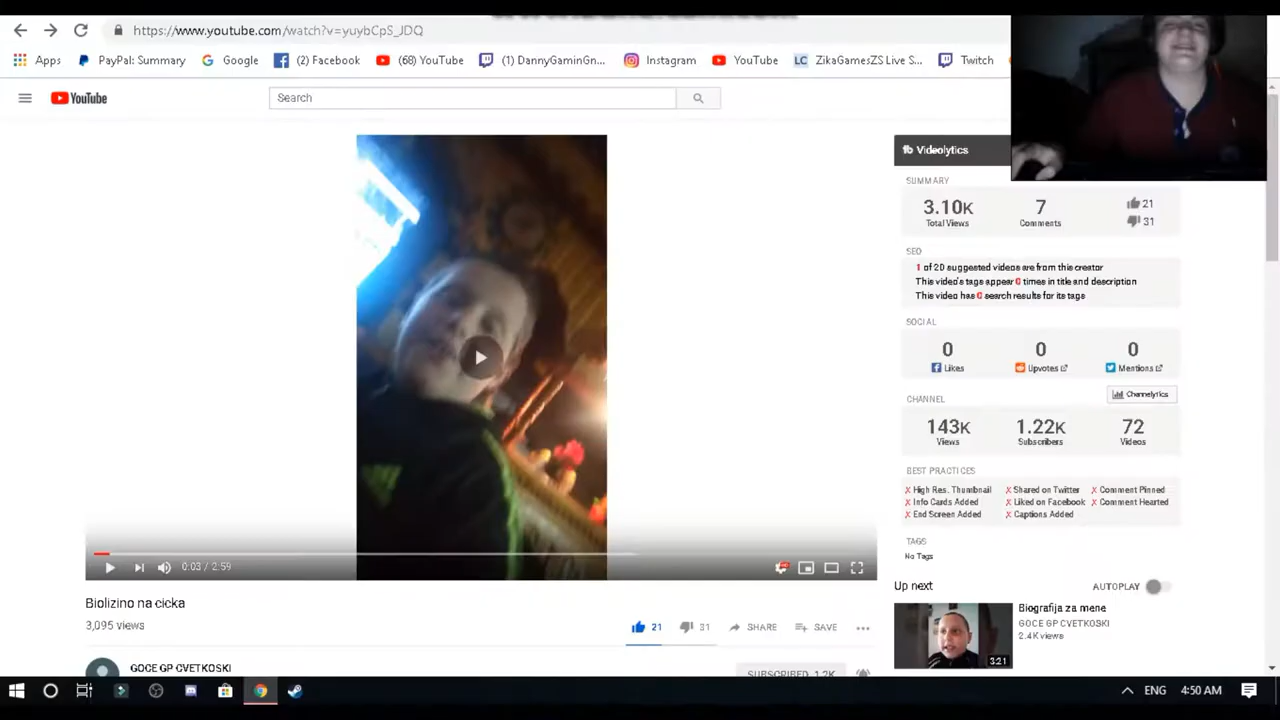 https://www.youtube.com/watch?v=yuybCpS_JDQ
Apps PayPal: Summary Google (2) Facebook (68) YouTube (1) DannyGaminGn... Instagram YouTube LC ZikaGamesZS Live S... Twitch
YouTube
Search
Videolytics
SUMMARY
3.10K 7 21
Total Views Comments 31
SEO
1 of 20 suggested videos are from this creator
This video's tags appear 0 times in title and description
This video has 0 search results for its tags
SOCIAL
0 0 0
Likes Upvotes Mentions
Channelytics
CHANNEL
143K 1.22K 72
Views Subscribers Videos
BEST PRACTICES
X High Res. Thumbnail X Shared on Twitter X Comment Pinned
X Info Cards Added X Liked on Facebook X Comment Hearted
X End Screen Added X Captions Added
TAGS
No Tags
0:03 / 2:59
Up next AUTOPLAY
Biolizino na cicka
3,095 views
21 31 SHARE SAVE
Biografija za mene
GOCE GP CVETKOSKI
2.4K views
3:21
GOCE GP CVETKOSKI
SUBSCRIBED 1.2K
ENG 4:50 AM